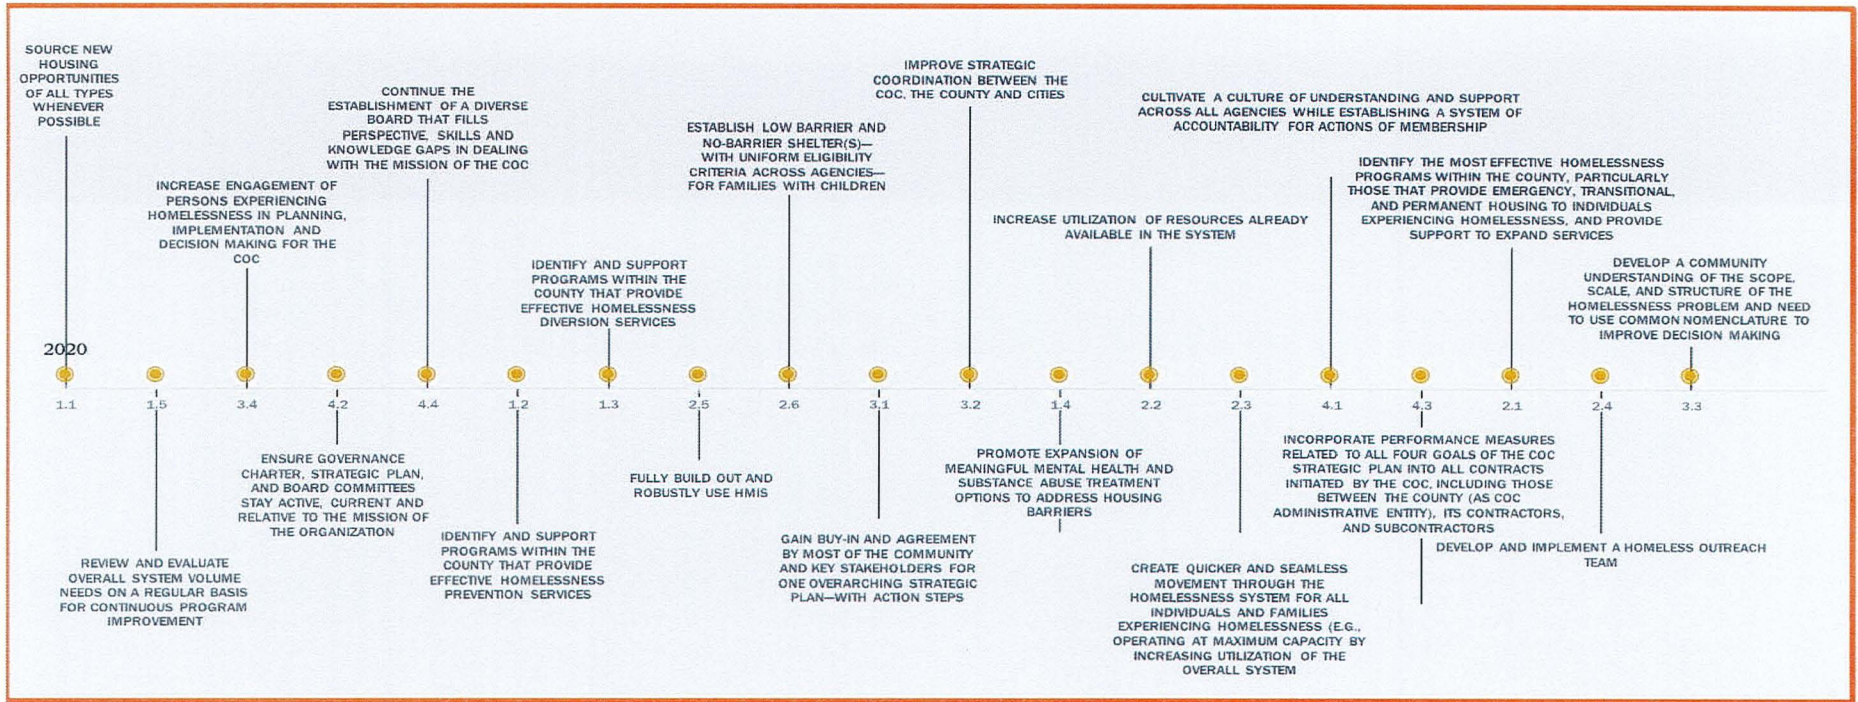 SOURCE NEW
HOUSING
OPPORTUNITIES
OF ALL TYPES
WHENEVER
POSSIBLE
INCREASE ENGAGEMENT OF
PERSONS EXPERIENCING
HOMELESSNESS IN PLANNING,
IMPLEMENTATION AND
DECISION MAKING FOR THE
COC
CONTINUE THE
ESTABLISHMENT OF A DIVERSE
BOARD THAT FILLS
PERSPECTIVE, SKILLS AND
KNOWLEDGE GAPS IN DEALING
WITH THE MISSION OF THE COC
IDENTIFY AND SUPPORT
PROGRAMS WITHIN THE
COUNTY THAT PROVIDE
EFFECTIVE HOMELESSNESS
DIVERSION SERVICES
ESTABLISH LOW BARRIER AND
NO-BARRIER SHELTER(S)—
WITH UNIFORM ELIGIBILITY
CRITERIA ACROSS AGENCIES—
FOR FAMILIES WITH CHILDREN
IMPROVE STRATEGIC
COORDINATION BETWEEN THE
COC, THE COUNTY AND CITIES
INCREASE UTILIZATION OF RESOURCES ALREADY
AVAILABLE IN THE SYSTEM
CULTIVATE A CULTURE OF UNDERSTANDING AND SUPPORT
ACROSS ALL AGENCIES WHILE ESTABLISHING A SYSTEM OF
ACCOUNTABILITY FOR ACTIONS OF MEMBERSHIP
IDENTIFY THE MOST EFFECTIVE HOMELESSNESS
PROGRAMS WITHIN THE COUNTY, PARTICULARLY
THOSE THAT PROVIDE EMERGENCY, TRANSITIONAL,
AND PERMANENT HOUSING TO INDIVIDUALS
EXPERIENCING HOMELESSNESS, AND PROVIDE
SUPPORT TO EXPAND SERVICES
DEVELOP A COMMUNITY
UNDERSTANDING OF THE SCOPE,
SCALE, AND STRUCTURE OF THE
HOMELESSNESS PROBLEM AND NEED
TO USE COMMON NOMENCLATURE TO
IMPROVE DECISION MAKING
2020
1.1 1.5 3.4 4.2 4.4 1.2 1.3 2.5 2.6 3.1 3.2 1.4 2.2 2.3 4.1 4.3 2.1 2.4 3.3
REVIEW AND EVALUATE
OVERALL SYSTEM VOLUME
NEEDS ON A REGULAR BASIS
FOR CONTINUOUS PROGRAM
IMPROVEMENT
ENSURE GOVERNANCE
CHARTER, STRATEGIC PLAN,
AND BOARD COMMITTEES
STAY ACTIVE, CURRENT AND
RELATIVE TO THE MISSION OF
THE ORGANIZATION
IDENTIFY AND SUPPORT
PROGRAMS WITHIN THE
COUNTY THAT PROVIDE
EFFECTIVE HOMELESSNESS
PREVENTION SERVICES
FULLY BUILD OUT AND
ROBUSTLY USE HMIS
GAIN BUY-IN AND AGREEMENT
BY MOST OF THE COMMUNITY
AND KEY STAKEHOLDERS FOR
ONE OVERARCHING STRATEGIC
PLAN—WITH ACTION STEPS
PROMOTE EXPANSION OF
MEANINGFUL MENTAL HEALTH AND
SUBSTANCE ABUSE TREATMENT
OPTIONS TO ADDRESS HOUSING
BARRIERS
CREATE QUICKER AND SEAMLESS
MOVEMENT THROUGH THE
HOMELESSNESS SYSTEM FOR ALL
INDIVIDUALS AND FAMILIES
EXPERIENCING HOMELESSNESS (E.G.,
OPERATING AT MAXIMUM CAPACITY BY
INCREASING UTILIZATION OF THE
OVERALL SYSTEM
INCORPORATE PERFORMANCE MEASURES
RELATED TO ALL FOUR GOALS OF THE COC
STRATEGIC PLAN INTO ALL CONTRACTS
INITIATED BY THE COC, INCLUDING THOSE
BETWEEN THE COUNTY (AS COC
ADMINISTRATIVE ENTITY), ITS CONTRACTORS,
AND SUBCONTRACTORS
DEVELOP AND IMPLEMENT A HOMELESS OUTREACH
TEAM